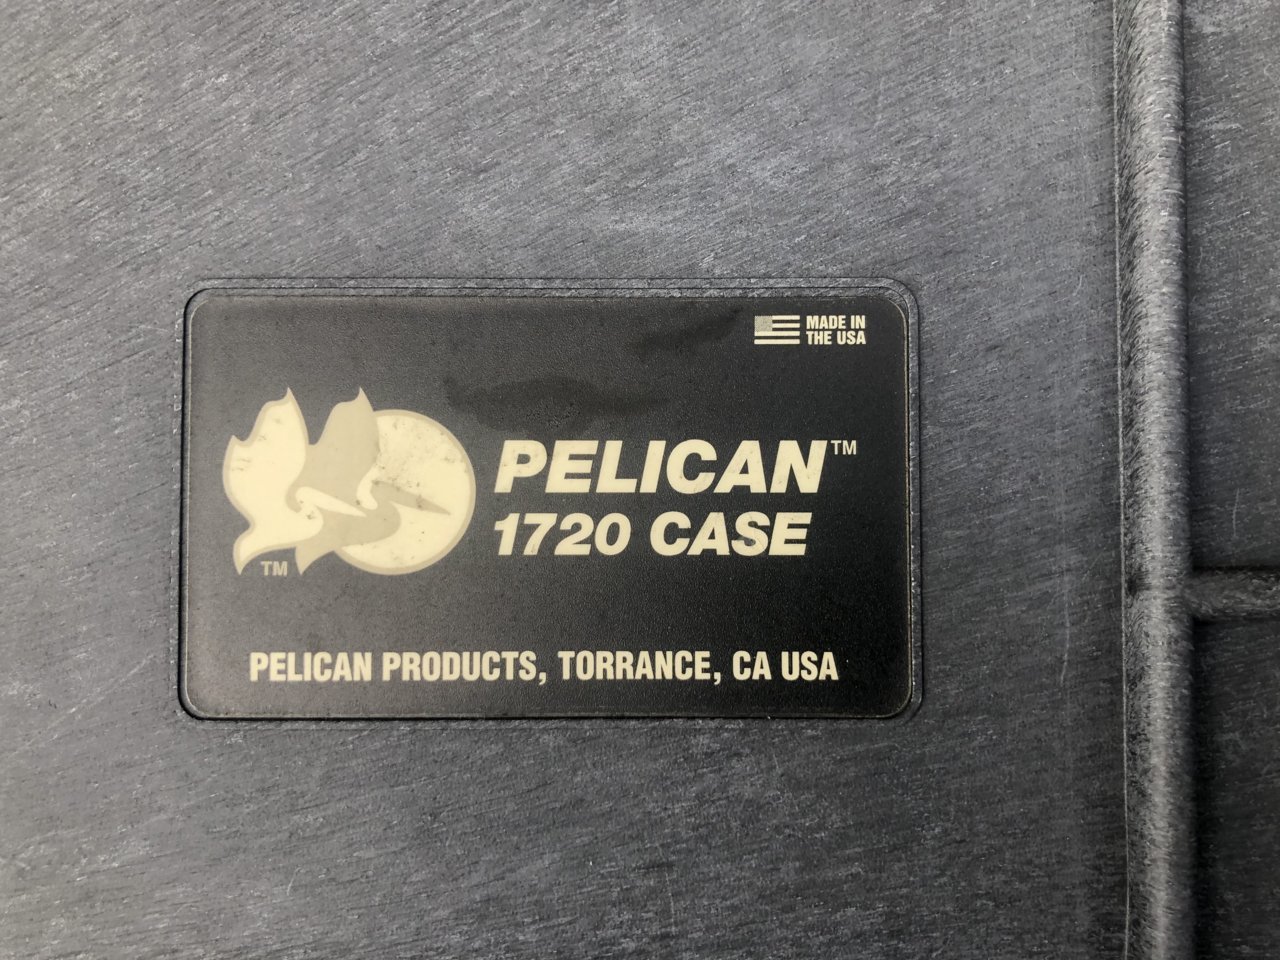 MADE IN
THE USA
PELICAN™
1720 CASE
TM
PELICAN PRODUCTS, TORRANCE, CA USA